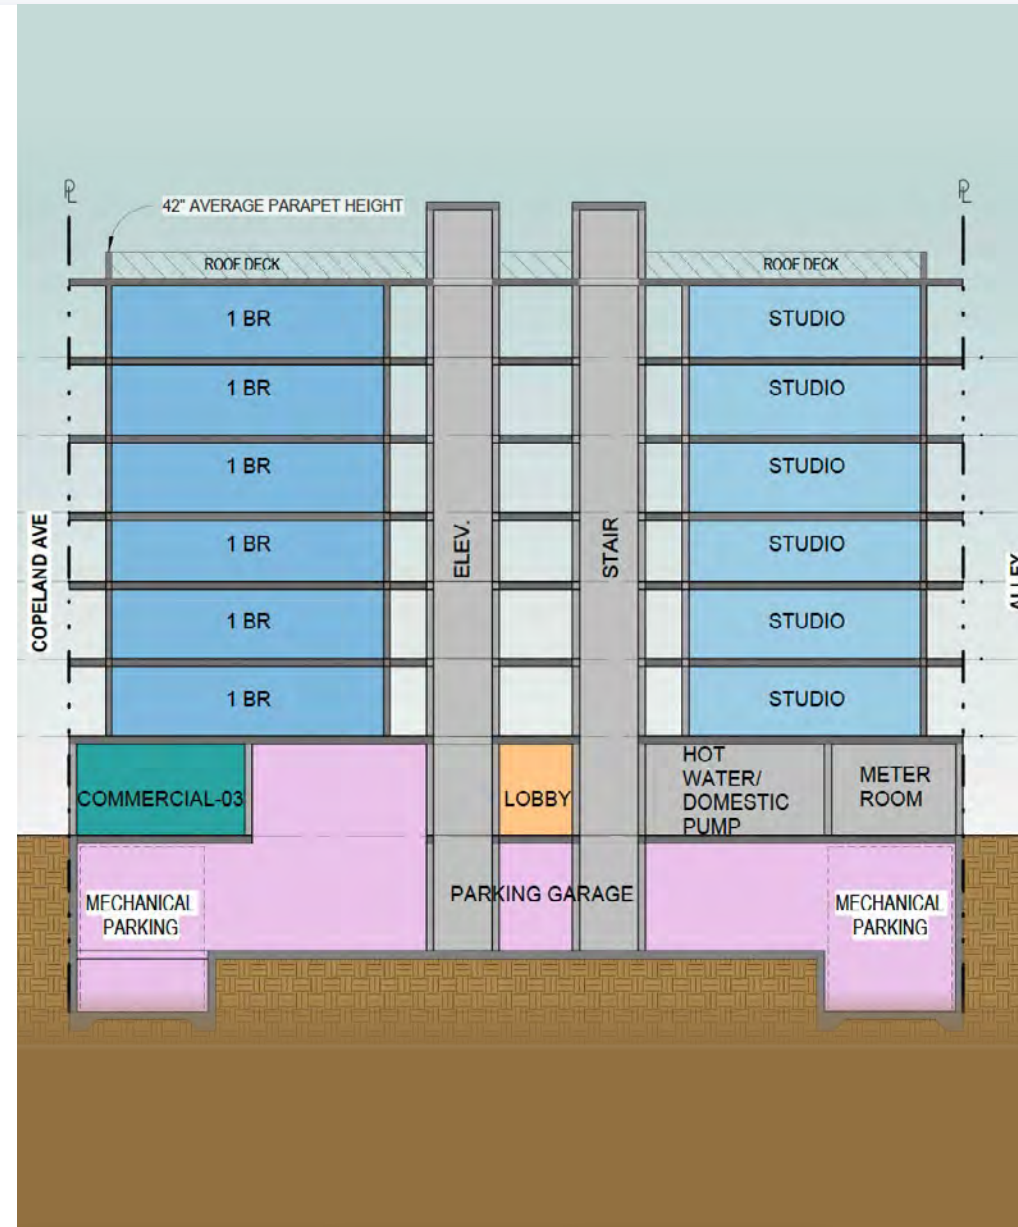 PL
PL
42" AVERAGE PARAPET HEIGHT
ROOF DECK
ROOF DECK
1 BR
STUDIO
1 BR
STUDIO
1 BR
STUDIO
1 BR
STUDIO
1 BR
STUDIO
1 BR
STUDIO
COPELAND AVE
ELEV.
STAIR
ALLEY
COMMERCIAL-03
LOBBY
HOT
WATER/
DOMESTIC
PUMP
METER
ROOM
MECHANICAL
PARKING
PARKING GARAGE
MECHANICAL
PARKING